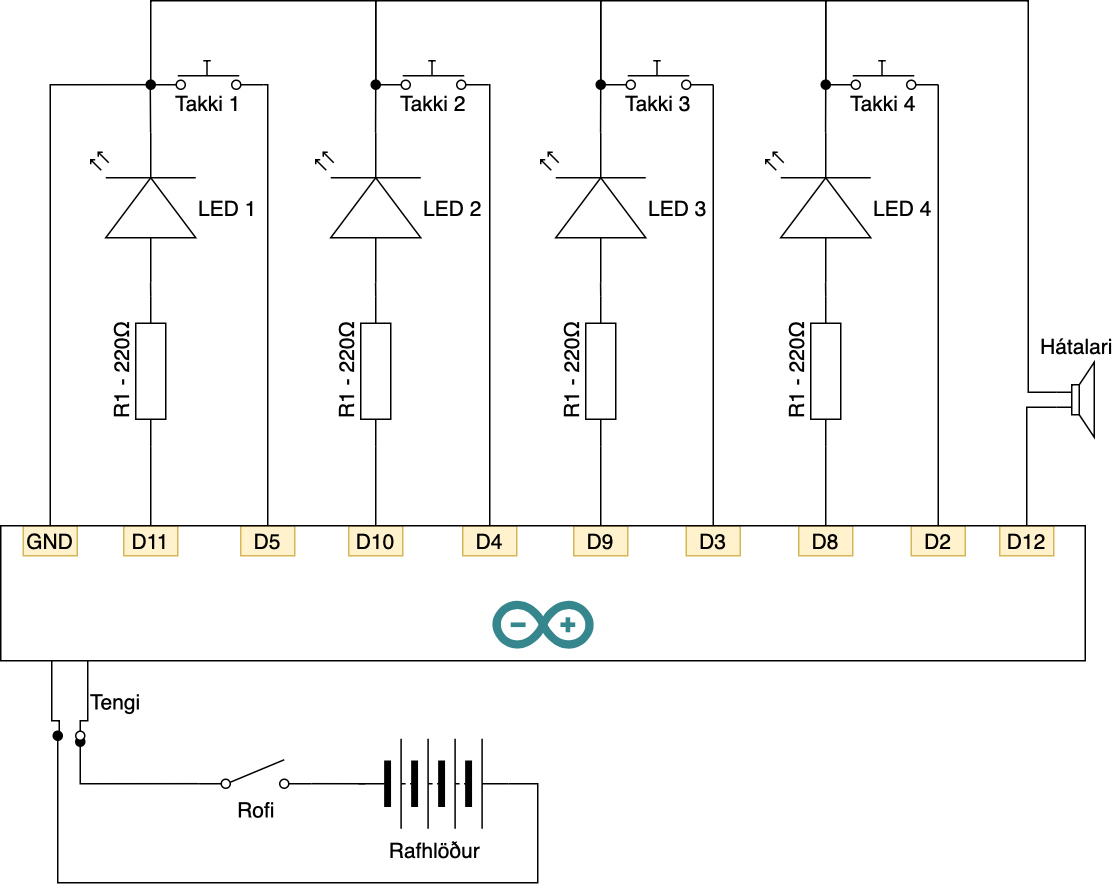 Takki 1
Takki 2
Takki 3
Takki 4
LED 1
LED 2
LED 3
LED 4
R1 - 220Ω
R1 - 220Ω
R1 - 220Ω
R1 - 220Ω
Hátalari
GND
D11
D5
D10
D4
D9
D3
D8
D2
D12
Tengi
Rofi
Rafhlöður